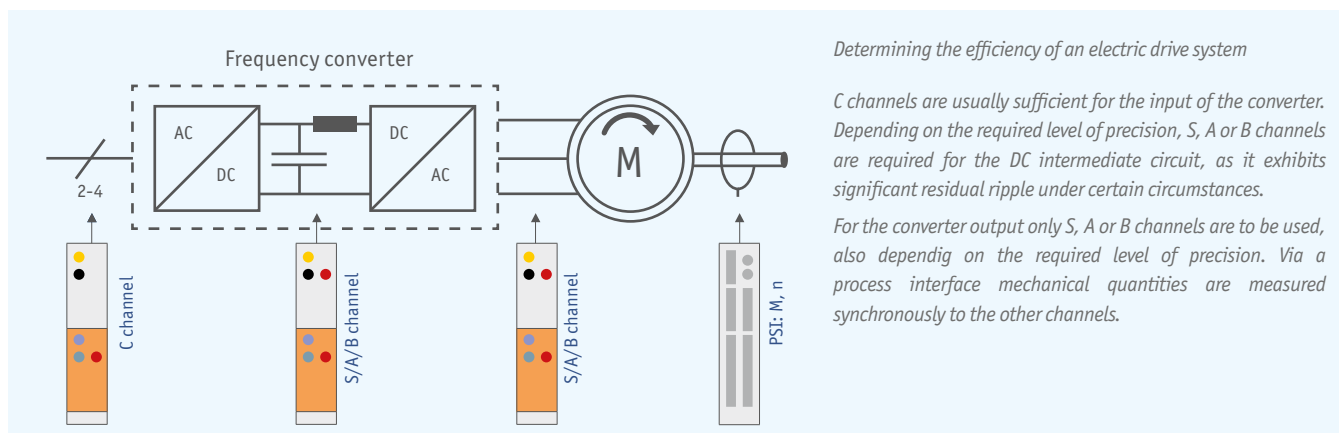 Frequency converter
AC
DC
DC
AC
M
2-4
C channel
S/A/B channel
S/A/B channel
PSI: M, n
Determining the efficiency of an electric drive system
C channels are usually sufficient for the input of the converter.
Depending on the required level of precision, S, A or B channels
are required for the DC intermediate circuit, as it exhibits
significant residual ripple under certain circumstances.
For the converter output only S, A or B channels are to be used,
also dependig on the required level of precision. Via a
process interface mechanical quantities are measured
synchronously to the other channels.